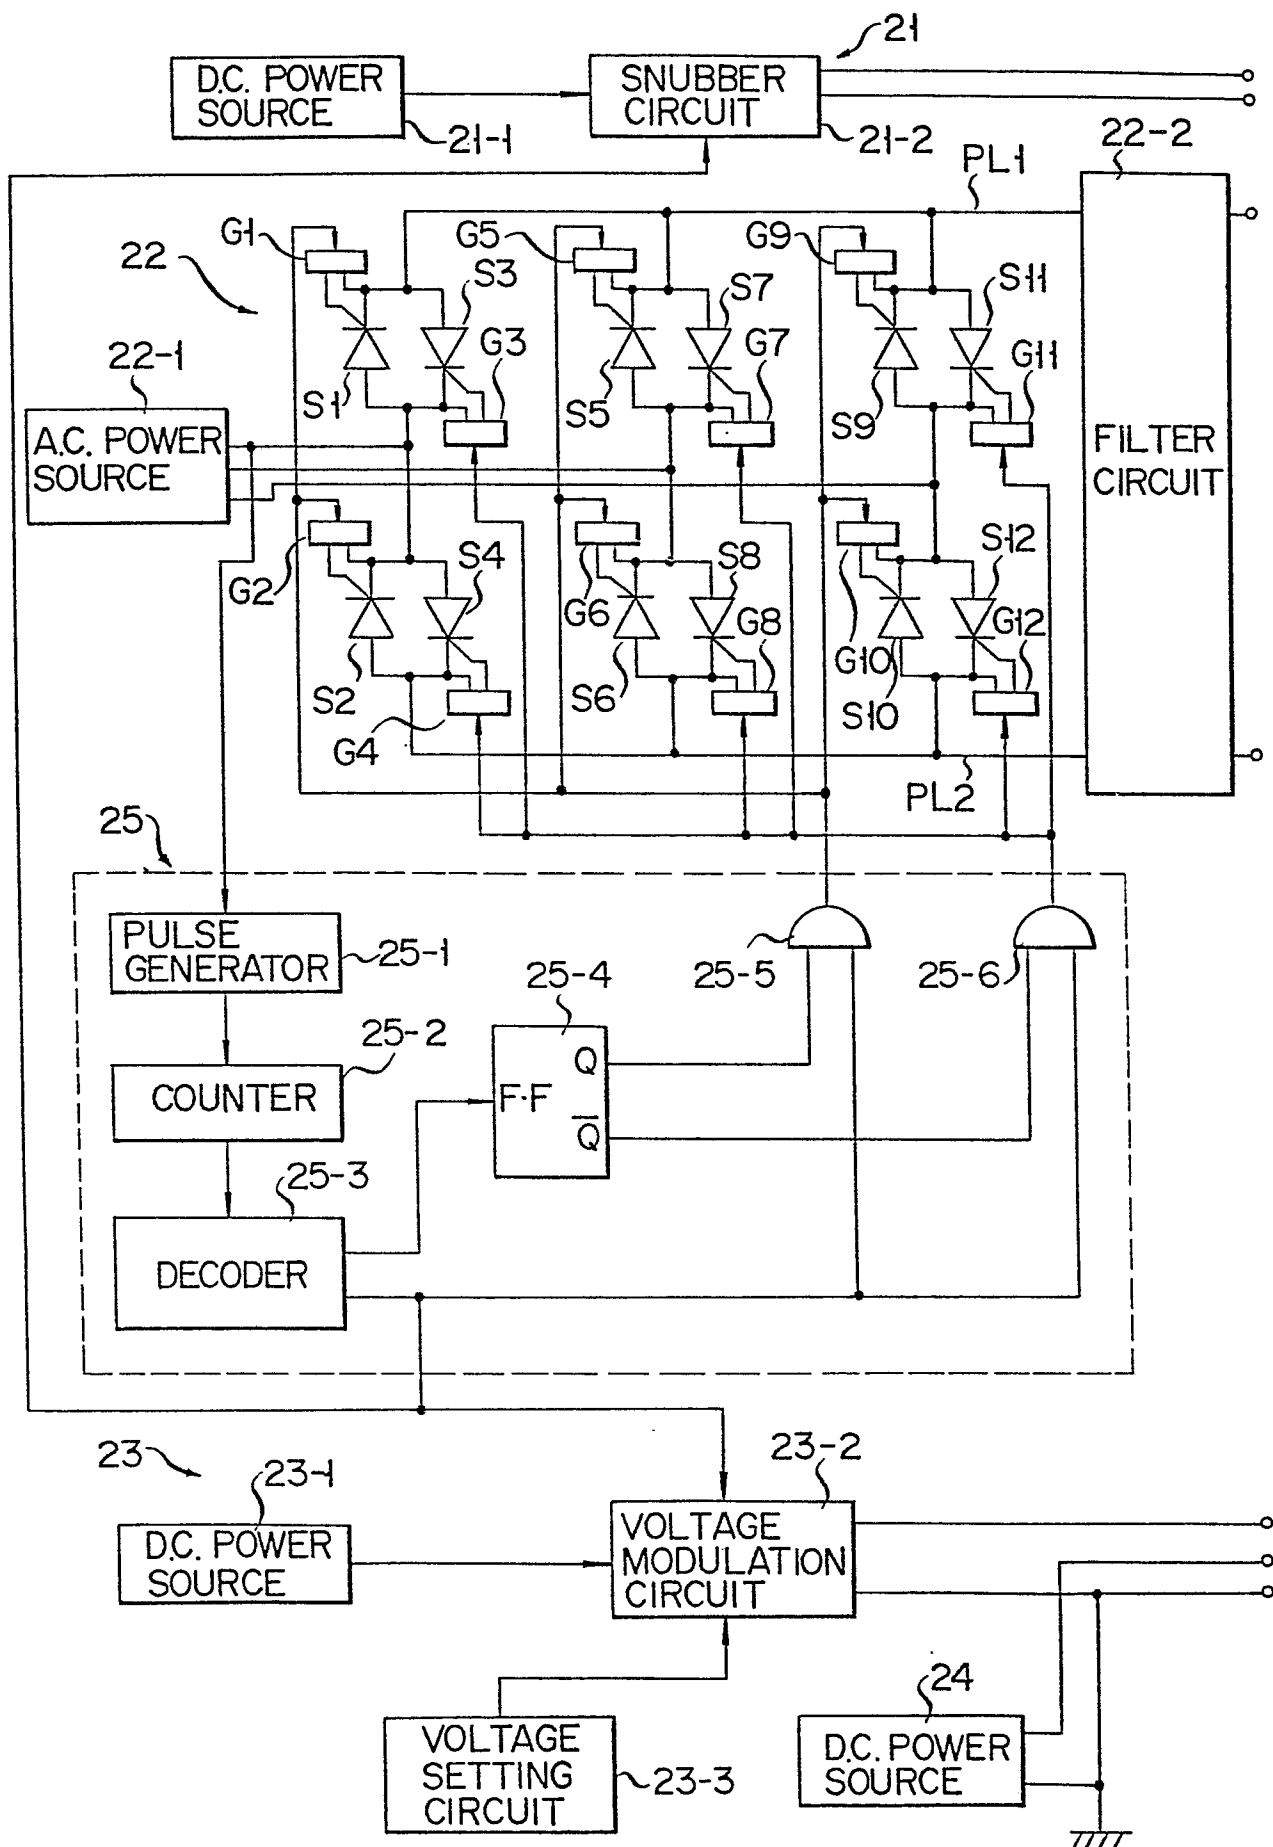 21
D.C. POWER
SOURCE
21-1
SNUBBER
CIRCUIT
21-2
22-2
PL1
22
G1
G5
G9
S3
S7
S11
G3
G7
G11
22-1
S1
S5
S9
A.C. POWER
SOURCE
FILTER
CIRCUIT
G2
S4
G6
S8
G8
S12
G12
G10
S2
S6
S10
G4
PL2
25
PULSE
GENERATOR
25-1
25-4
25-5
25-6
25-2
COUNTER
Q
F·F
Q̅
25-3
DECODER
23
23-1
23-2
D.C. POWER
SOURCE
VOLTAGE
MODULATION
CIRCUIT
24
VOLTAGE
SETTING
CIRCUIT
23-3
D.C. POWER
SOURCE